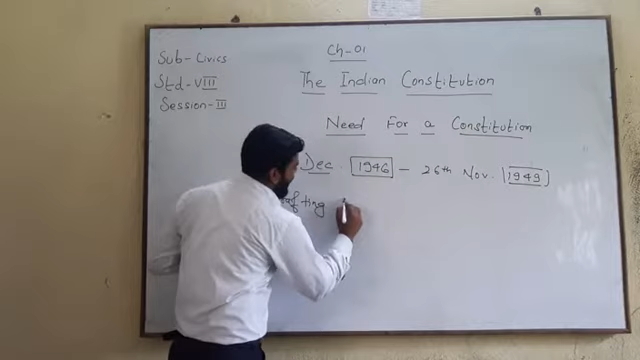 Ch-01
Sub-Civics
Std-VIII
Session-III
The Indian Constitution
Need For a Constitution
Dec. 1946 - 26th Nov. (1949)